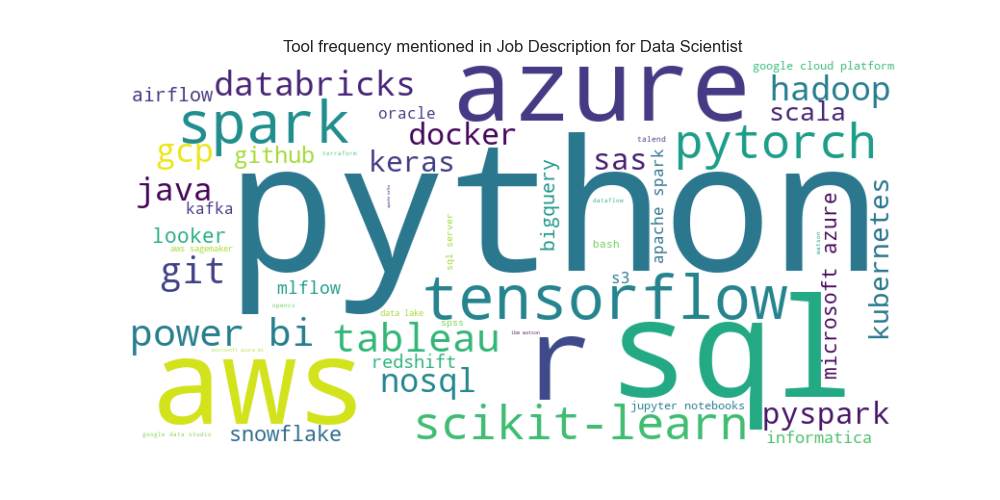 Tool frequency mentioned in Job Description for Data Scientist
google cloud platform
azure
databricks
hadoop
airflow
oracle
scala
spark
docker
pytorch
talend
gcp
github
terraform
keras
sas
java
python
bigquery
apache spark
kubernetes
kafka
dataflow
microsoft azure
looker
aws sagemaker
sql server
bash
watson
git
s3
mlflow
tensorflow
opencv
data lake
power bi
tableau
spss
ibm watson
r
sql
microsoft azure ml
redshift
aws
nosql
jupyter notebooks
pyspark
scikit-learn
google data studio
snowflake
informatica